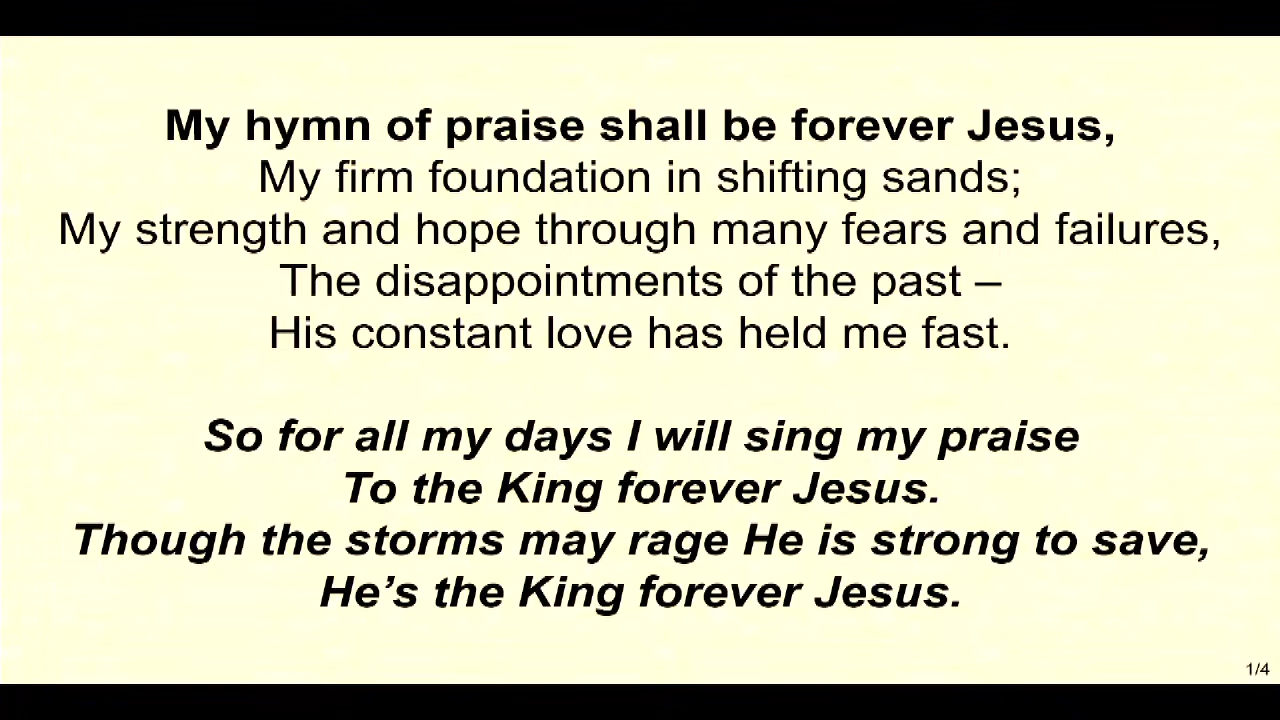 My hymn of praise shall be forever Jesus,
My firm foundation in shifting sands;
My strength and hope through many fears and failures,
The disappointments of the past –
His constant love has held me fast.
So for all my days I will sing my praise
To the King forever Jesus.
Though the storms may rage He is strong to save,
He’s the King forever Jesus.
1/4